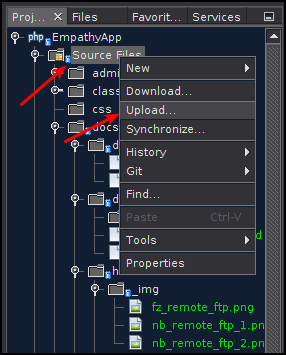 Proj...
Files
Favorit...
Services
php EmpathyApp
Source Files
admi
class
css
docs
d
d
h
_img
fz_remote_ftp.png
nb_remote_ftp_1.pn
nb_remote_ftp_2.pn
New
Download...
Upload...
Synchronize...
History
Git
Find...
Paste Ctrl-V
Tools
Properties
d